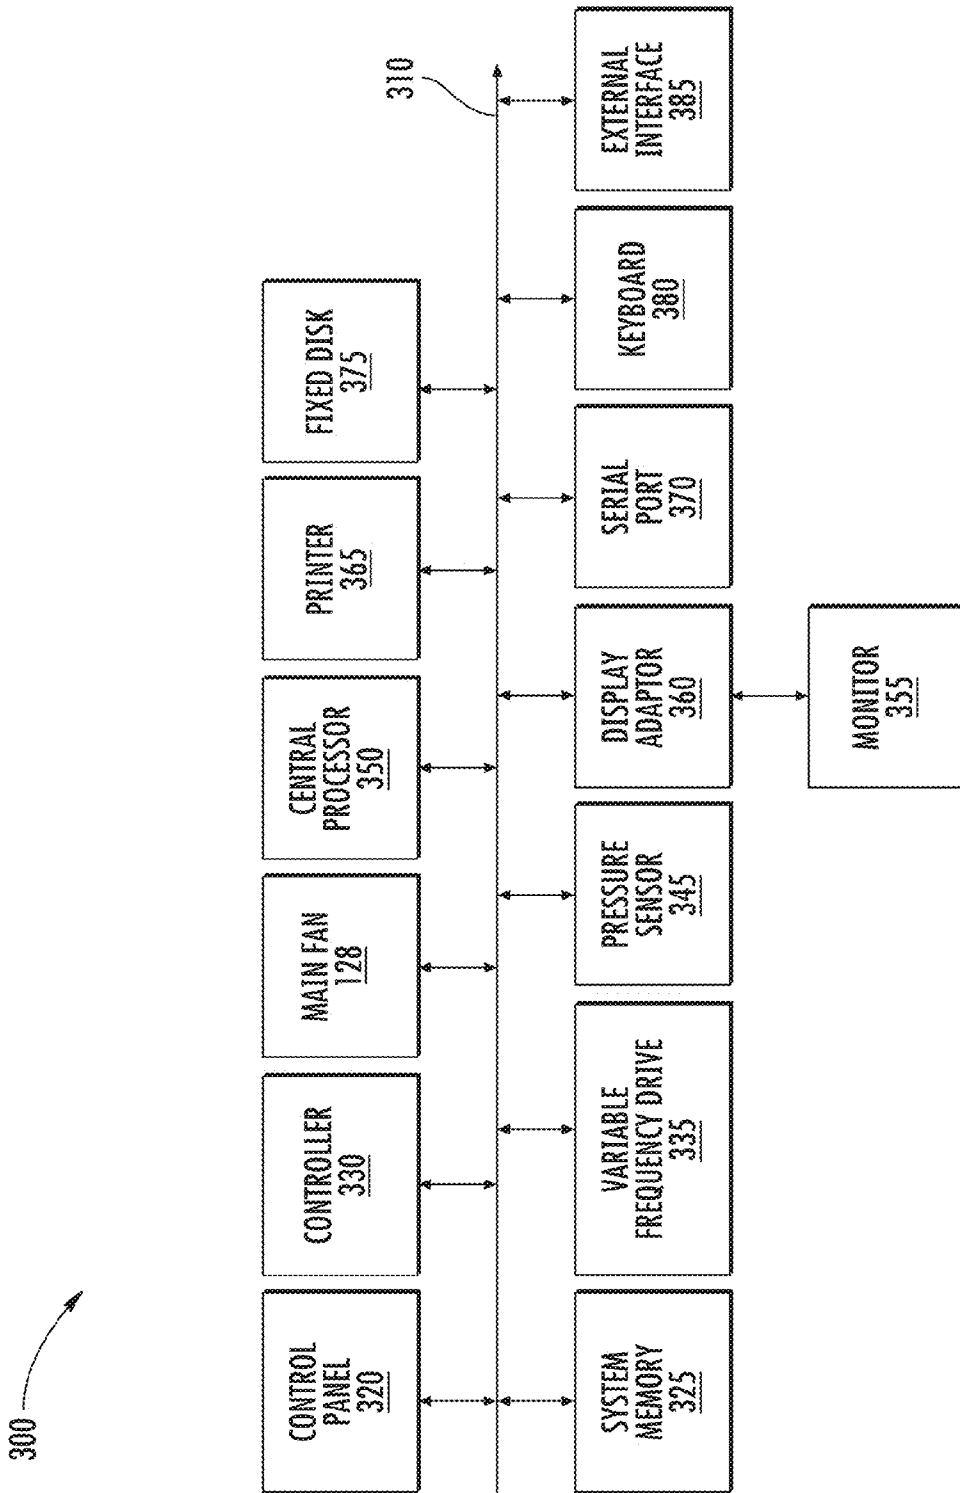 300
310
CONTROL
PANEL
320
CONTROLLER
330
MAIN FAN
128
CENTRAL
PROCESSOR
350
PRINTER
365
FIXED DISK
375
SYSTEM
MEMORY
325
VARIABLE
FREQUENCY DRIVE
335
PRESSURE
SENSOR
345
DISPLAY
ADAPTOR
360
SERIAL
PORT
370
KEYBOARD
380
EXTERNAL
INTERFACE
385
MONITOR
355